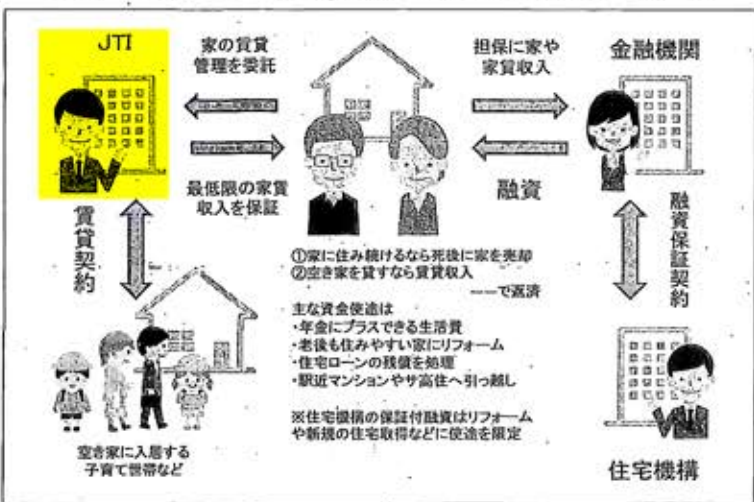 JTI
家の賃貸
管理を委託
担保に家や
家賃収入
金融機関
最低限の家賃
収入を保証
融資
賃貸契約
融資保証契約
①家に住み続けるなら死後に家を売却
②空き家を貸すなら賃貸収入
――で返済
主な資金使途は
・年金にプラスできる生活費
・老後も住みやすい家にリフォーム
・住宅ローンの残債を処理
・駅近マンションやサ高住へ引っ越し
※住宅機構の保証付融資はリフォーム
や新規の住宅取得などに使途を限定
空き家に入居する
子育て世帯など
住宅機構